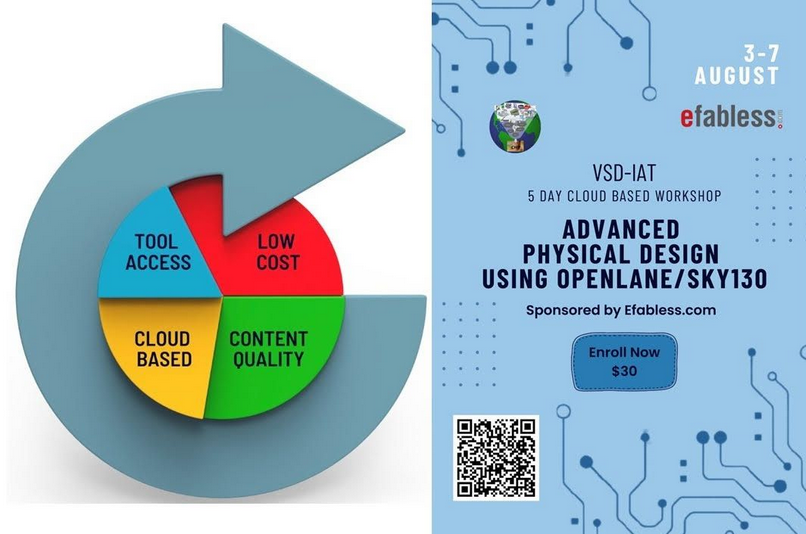 TOOL
ACCESS
LOW
COST
CLOUD
BASED
CONTENT
QUALITY
3-7
AUGUST
efabless
VSD-IAT
5 DAY CLOUD BASED WORKSHOP
ADVANCED
PHYSICAL DESIGN
USING OPENLANE/SKY130
Sponsored by Efabless.com
Enroll Now
$30